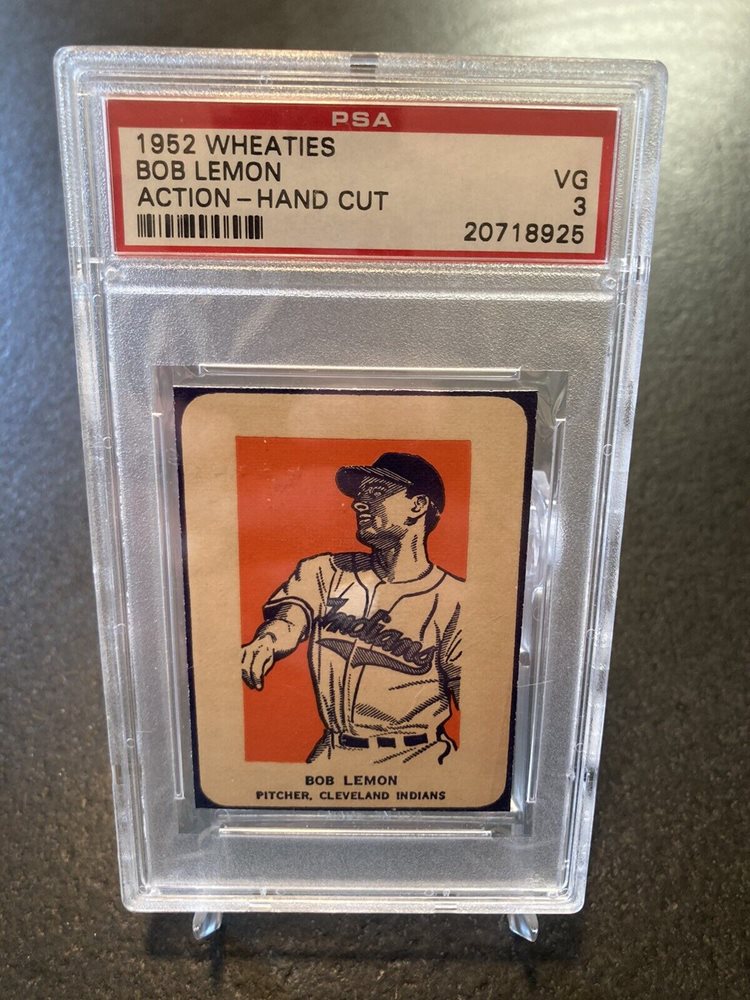 PSA
1952 WHEATIES
BOB LEMON
ACTION - HAND CUT
VG
3
20718925
Indians
BOB LEMON
PITCHER, CLEVELAND INDIANS